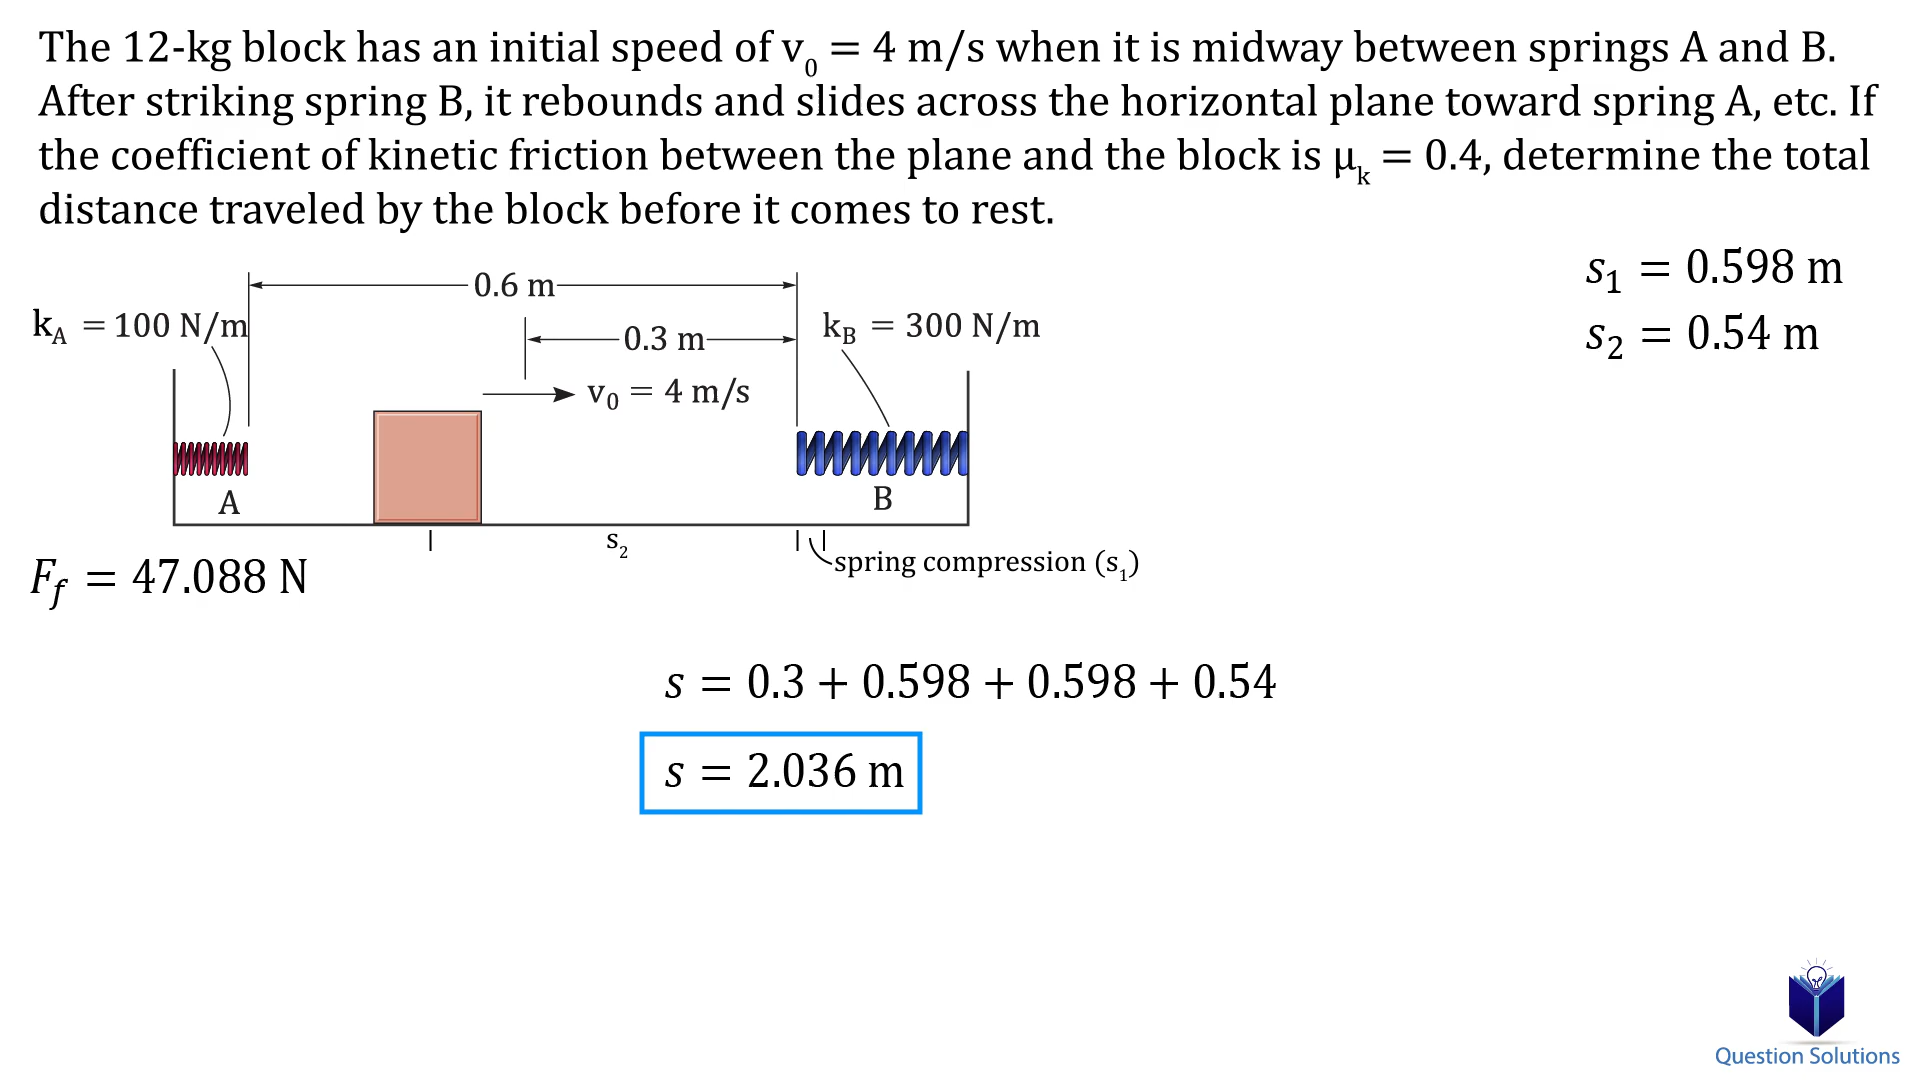 The 12-kg block has an initial speed of v₀ = 4 m/s when it is midway between springs A and B.
After striking spring B, it rebounds and slides across the horizontal plane toward spring A, etc. If
the coefficient of kinetic friction between the plane and the block is μₖ = 0.4, determine the total
distance traveled by the block before it comes to rest.
s₁ = 0.598 m
s₂ = 0.54 m
0.6 m
k_A = 100 N/m
0.3 m
k_B = 300 N/m
v₀ = 4 m/s
A
B
s₂
spring compression (s₁)
F_f = 47.088 N
s = 0.3 + 0.598 + 0.598 + 0.54
s = 2.036 m
Question Solutions